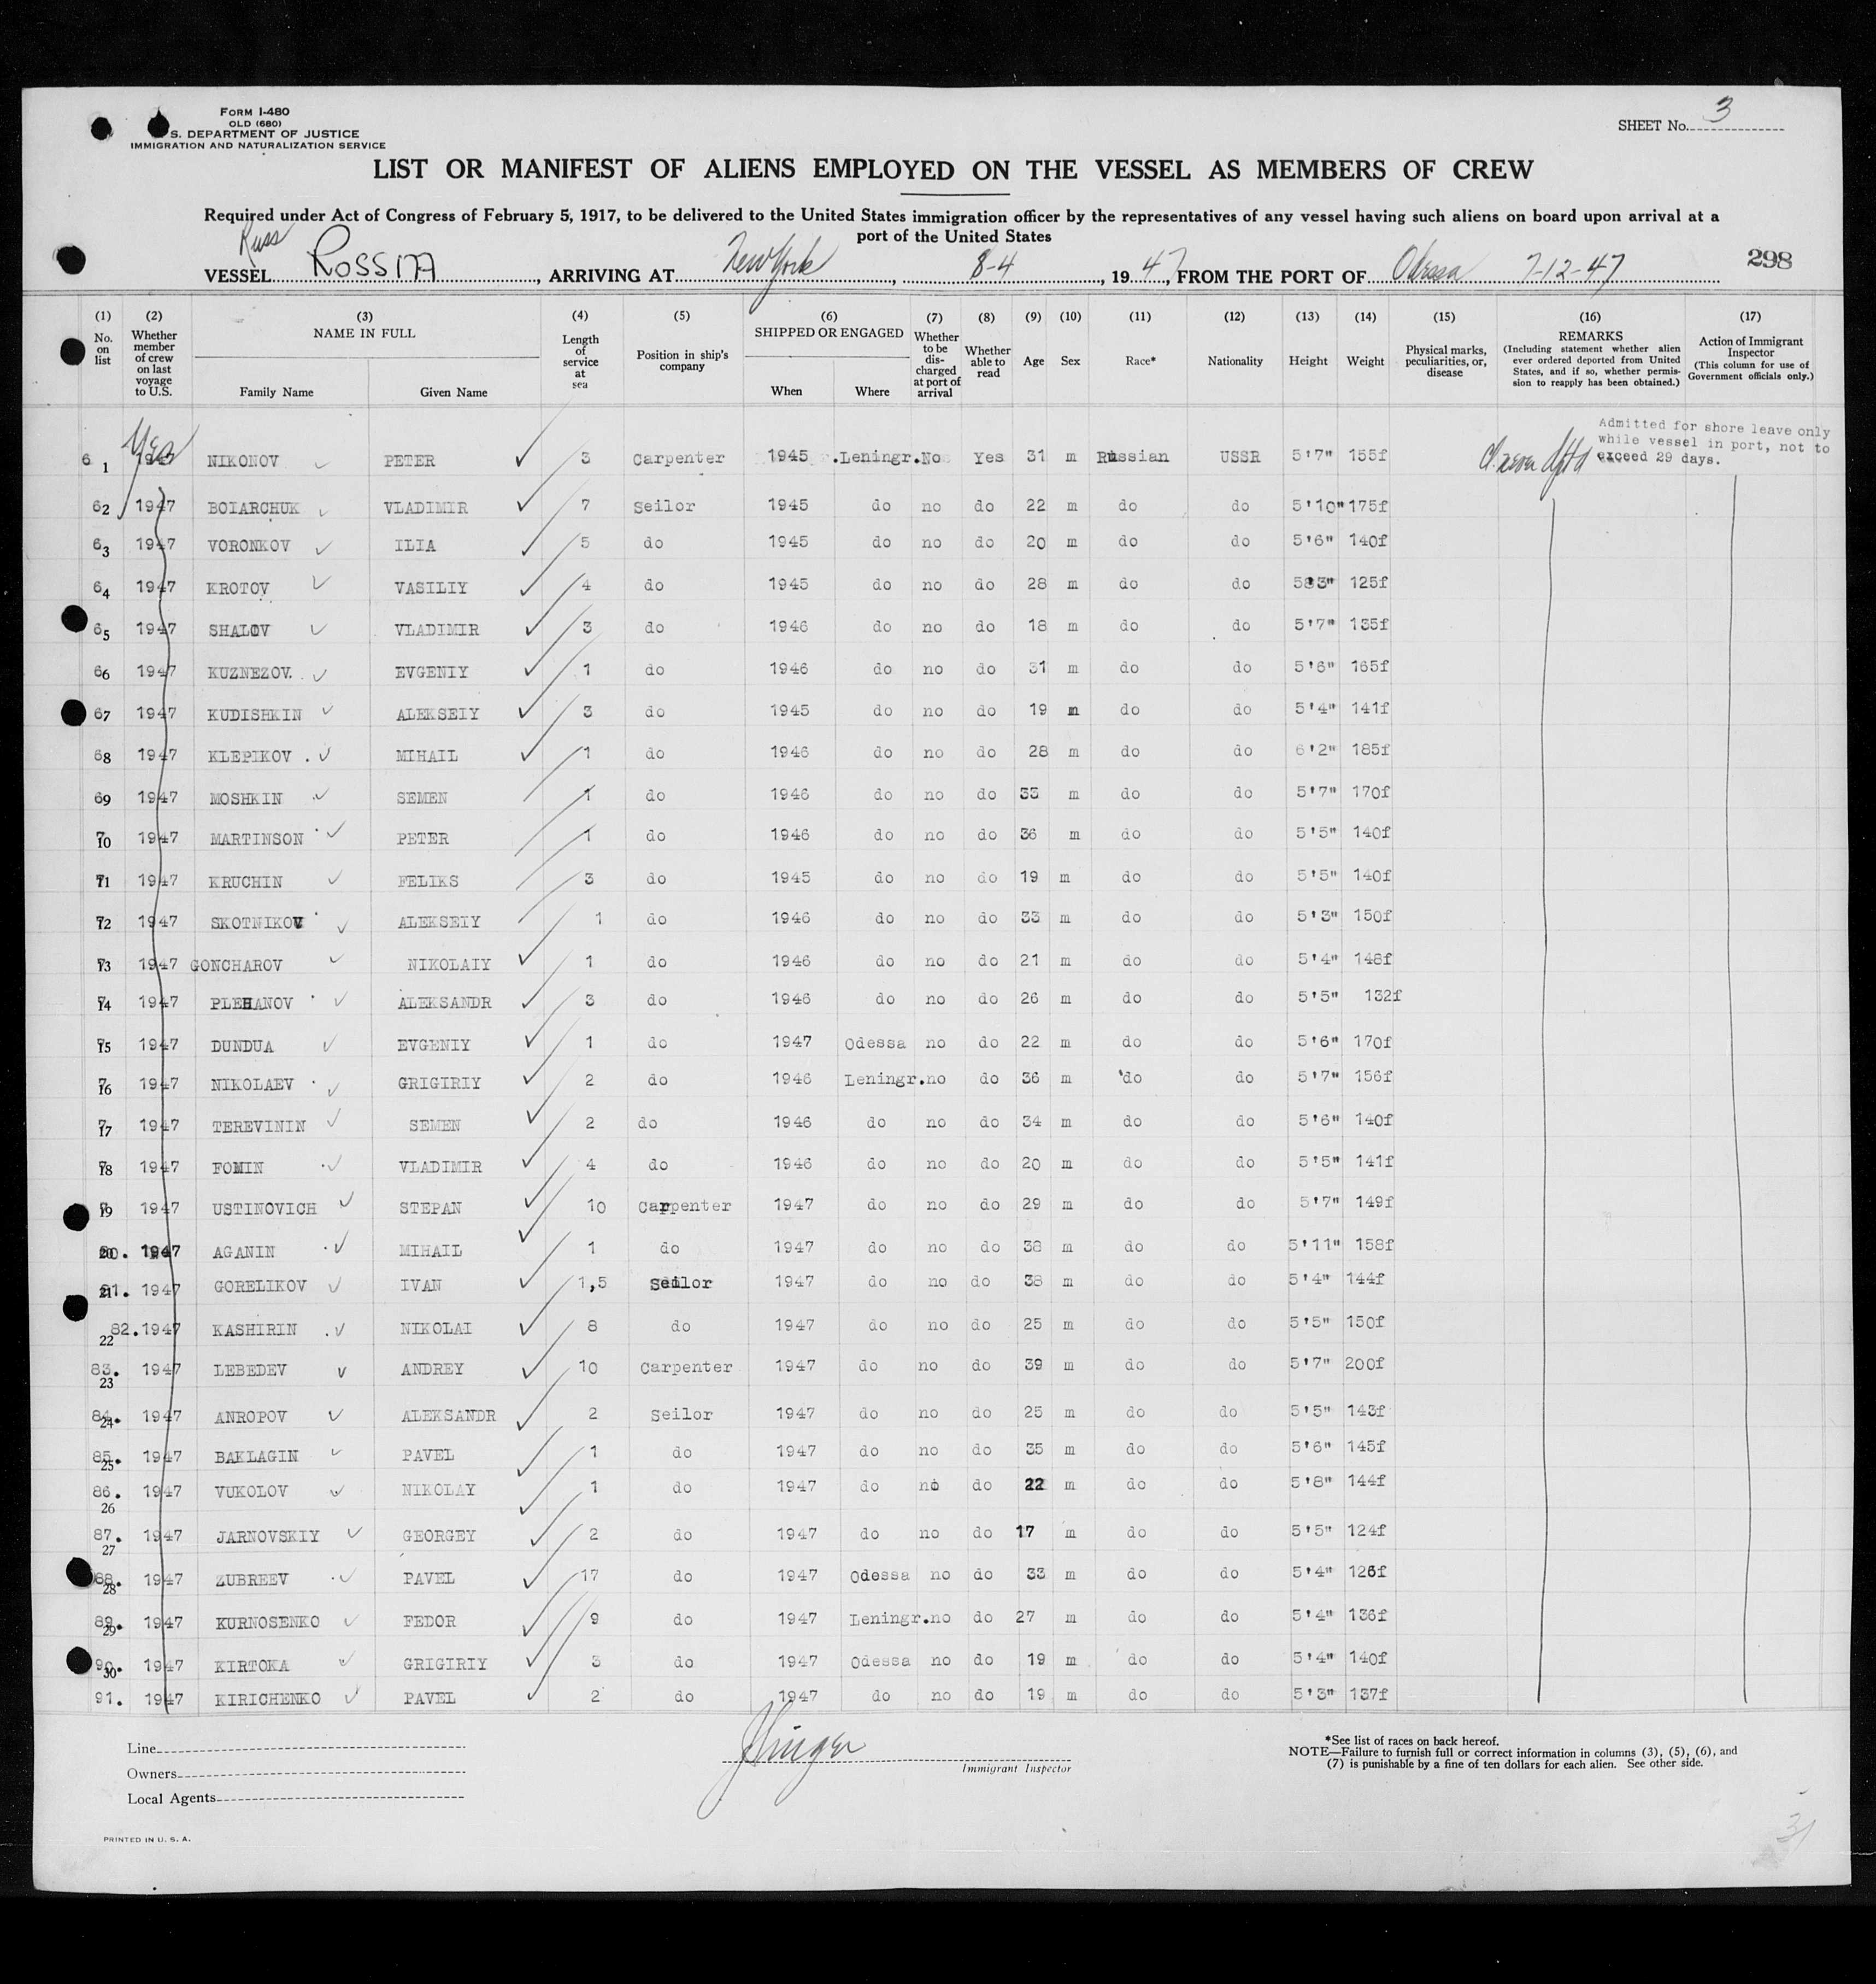 FORM I-480
OLD (680)
S. DEPARTMENT OF JUSTICE
IMMIGRATION AND NATURALIZATION SERVICE
SHEET No. 3
LIST OR MANIFEST OF ALIENS EMPLOYED ON THE VESSEL AS MEMBERS OF CREW
Required under Act of Congress of February 5, 1917, to be delivered to the United States immigration officer by the representatives of any vessel having such aliens on board upon arrival at a
port of the United States
Russ
VESSEL ROSSIA, ARRIVING AT New York, 8-4, 1947, FROM THE PORT OF Odessa 7-12-47
298
(1) No. on list (2) Whether member of crew on last voyage to U.S. (3) NAME IN FULL Family Name Given Name (4) Length of service at sea (5) Position in ship's company (6) SHIPPED OR ENGAGED When Where (7) Whether to be discharged at port of arrival (8) Whether able to read (9) Age (10) Sex (11) Race* (12) Nationality (13) Height (14) Weight (15) Physical marks, peculiarities, or, disease (16) REMARKS (Including statement whether alien ever ordered deported from United States, and if so, whether permission to reapply has been obtained.) (17) Action of Immigrant Inspector (This column for use of Government officials only.)
Admitted for shore leave only
while vessel in port, not to
exceed 29 days.
Yes
61 1947 NIKONOV PETER 3 Carpenter 1945 .Leningr. No Yes 31 m Russian USSR 5'7" 155f
62 1947 BOIARCHUK VLADIMIR 7 Seilor 1945 do no do 22 m do do 5'10" 175f
63 1947 VORONKOV ILIA 5 do 1945 do no do 20 m do do 5'6" 140f
64 1947 KROTOV VASILIY 4 do 1945 do no do 28 m do do 583" 125f
65 1947 SHALOV VLADIMIR 3 do 1946 do no do 18 m do do 5'7" 135f
66 1947 KUZNEZOV. EVGENIY 1 do 1946 do no do 31 m do do 5'6" 165f
67 1947 KUDISHKIN ALEKSEIY 3 do 1945 do no do 19 m do do 5'4" 141f
68 1947 KLEPIKOV . MIHAIL 1 do 1946 do no do 28 m do do 6'2" 185f
69 1947 MOSHKIN SEMEN 1 do 1946 do no do 33 m do do 5'7" 170f
70 1947 MARTINSON PETER 1 do 1946 do no do 36 m do do 5'5" 140f
71 1947 KRUCHIN FELIKS 3 do 1945 do no do 19 m do do 5'5" 140f
72 1947 SKOTNIKOV ALEKSEIY 1 do 1946 do no do 33 m do do 5'3" 150f
73 1947 GONCHAROV NIKOLAIY 1 do 1946 do no do 21 m do do 5'4" 148f
74 1947 PLEHANOV ALEKSANDR 3 do 1946 do no do 26 m do do 5'5" 132f
75 1947 DUNDUA EVGENIY 1 do 1947 Odessa no do 22 m do do 5'6" 170f
76 1947 NIKOLAEV GRIGIRIY 2 do 1946 Leningr. no do 36 m do do 5'7" 156f
77 1947 TEREVININ SEMEN 2 do 1946 do no do 34 m do do 5'6" 140f
78 1947 FOMIN VLADIMIR 4 do 1946 do no do 20 m do do 5'5" 141f
19 1947 USTINOVICH STEPAN 10 Carpenter 1947 do no do 29 m do do 5'7" 149f
80. 1947 AGANIN MIHAIL 1 do 1947 do no do 38 m do do 5'11" 158f
81. 1947 GORELIKOV IVAN 1,5 Seilor 1947 do no do 38 m do do 5'4" 144f
82. 22 1947 KASHIRIN NIKOLAI 8 do 1947 do no do 25 m do do 5'5" 150f
83. 23 1947 LEBEDEV ANDREY 10 Carpenter 1947 do no do 39 m do do 5'7" 200f
84. 24 1947 ANROPOV ALEKSANDR 2 Seilor 1947 do no do 25 m do do 5'5" 143f
85. 25 1947 BAKLAGIN PAVEL 1 do 1947 do no do 35 m do do 5'6" 145f
86. 26 1947 VUKOLOV NIKOLAY 1 do 1947 do no do 22 m do do 5'8" 144f
87. 27 1947 JARNOVSKIY GEORGEY 2 do 1947 do no do 17 m do do 5'5" 124f
88. 28 1947 ZUBREEV PAVEL 17 do 1947 Odessa no do 33 m do do 5'4" 126f
89. 29 1947 KURNOSENKO FEDOR 9 do 1947 Leningr. no do 27 m do do 5'4" 136f
90. 30 1947 KIRTOKA GRIGIRIY 3 do 1947 Odessa no do 19 m do do 5'4" 140f
91. 1947 KIRICHENKO PAVEL 2 do 1947 do no do 19 m do do 5'3" 137f
Line
Owners
Local Agents
Immigrant Inspector
*See list of races on back hereof.
NOTE—Failure to furnish full or correct information in columns (3), (5), (6), and
(7) is punishable by a fine of ten dollars for each alien. See other side.
PRINTED IN U. S. A.